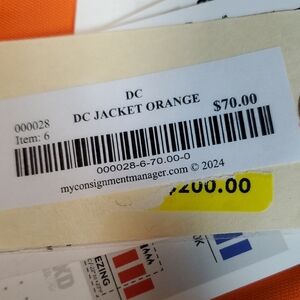 DC
000028 DC JACKET ORANGE $70.00
Item: 6
000028-6-70.00-0
myconsignmentmanager.com © 2024
$200.00
EZING